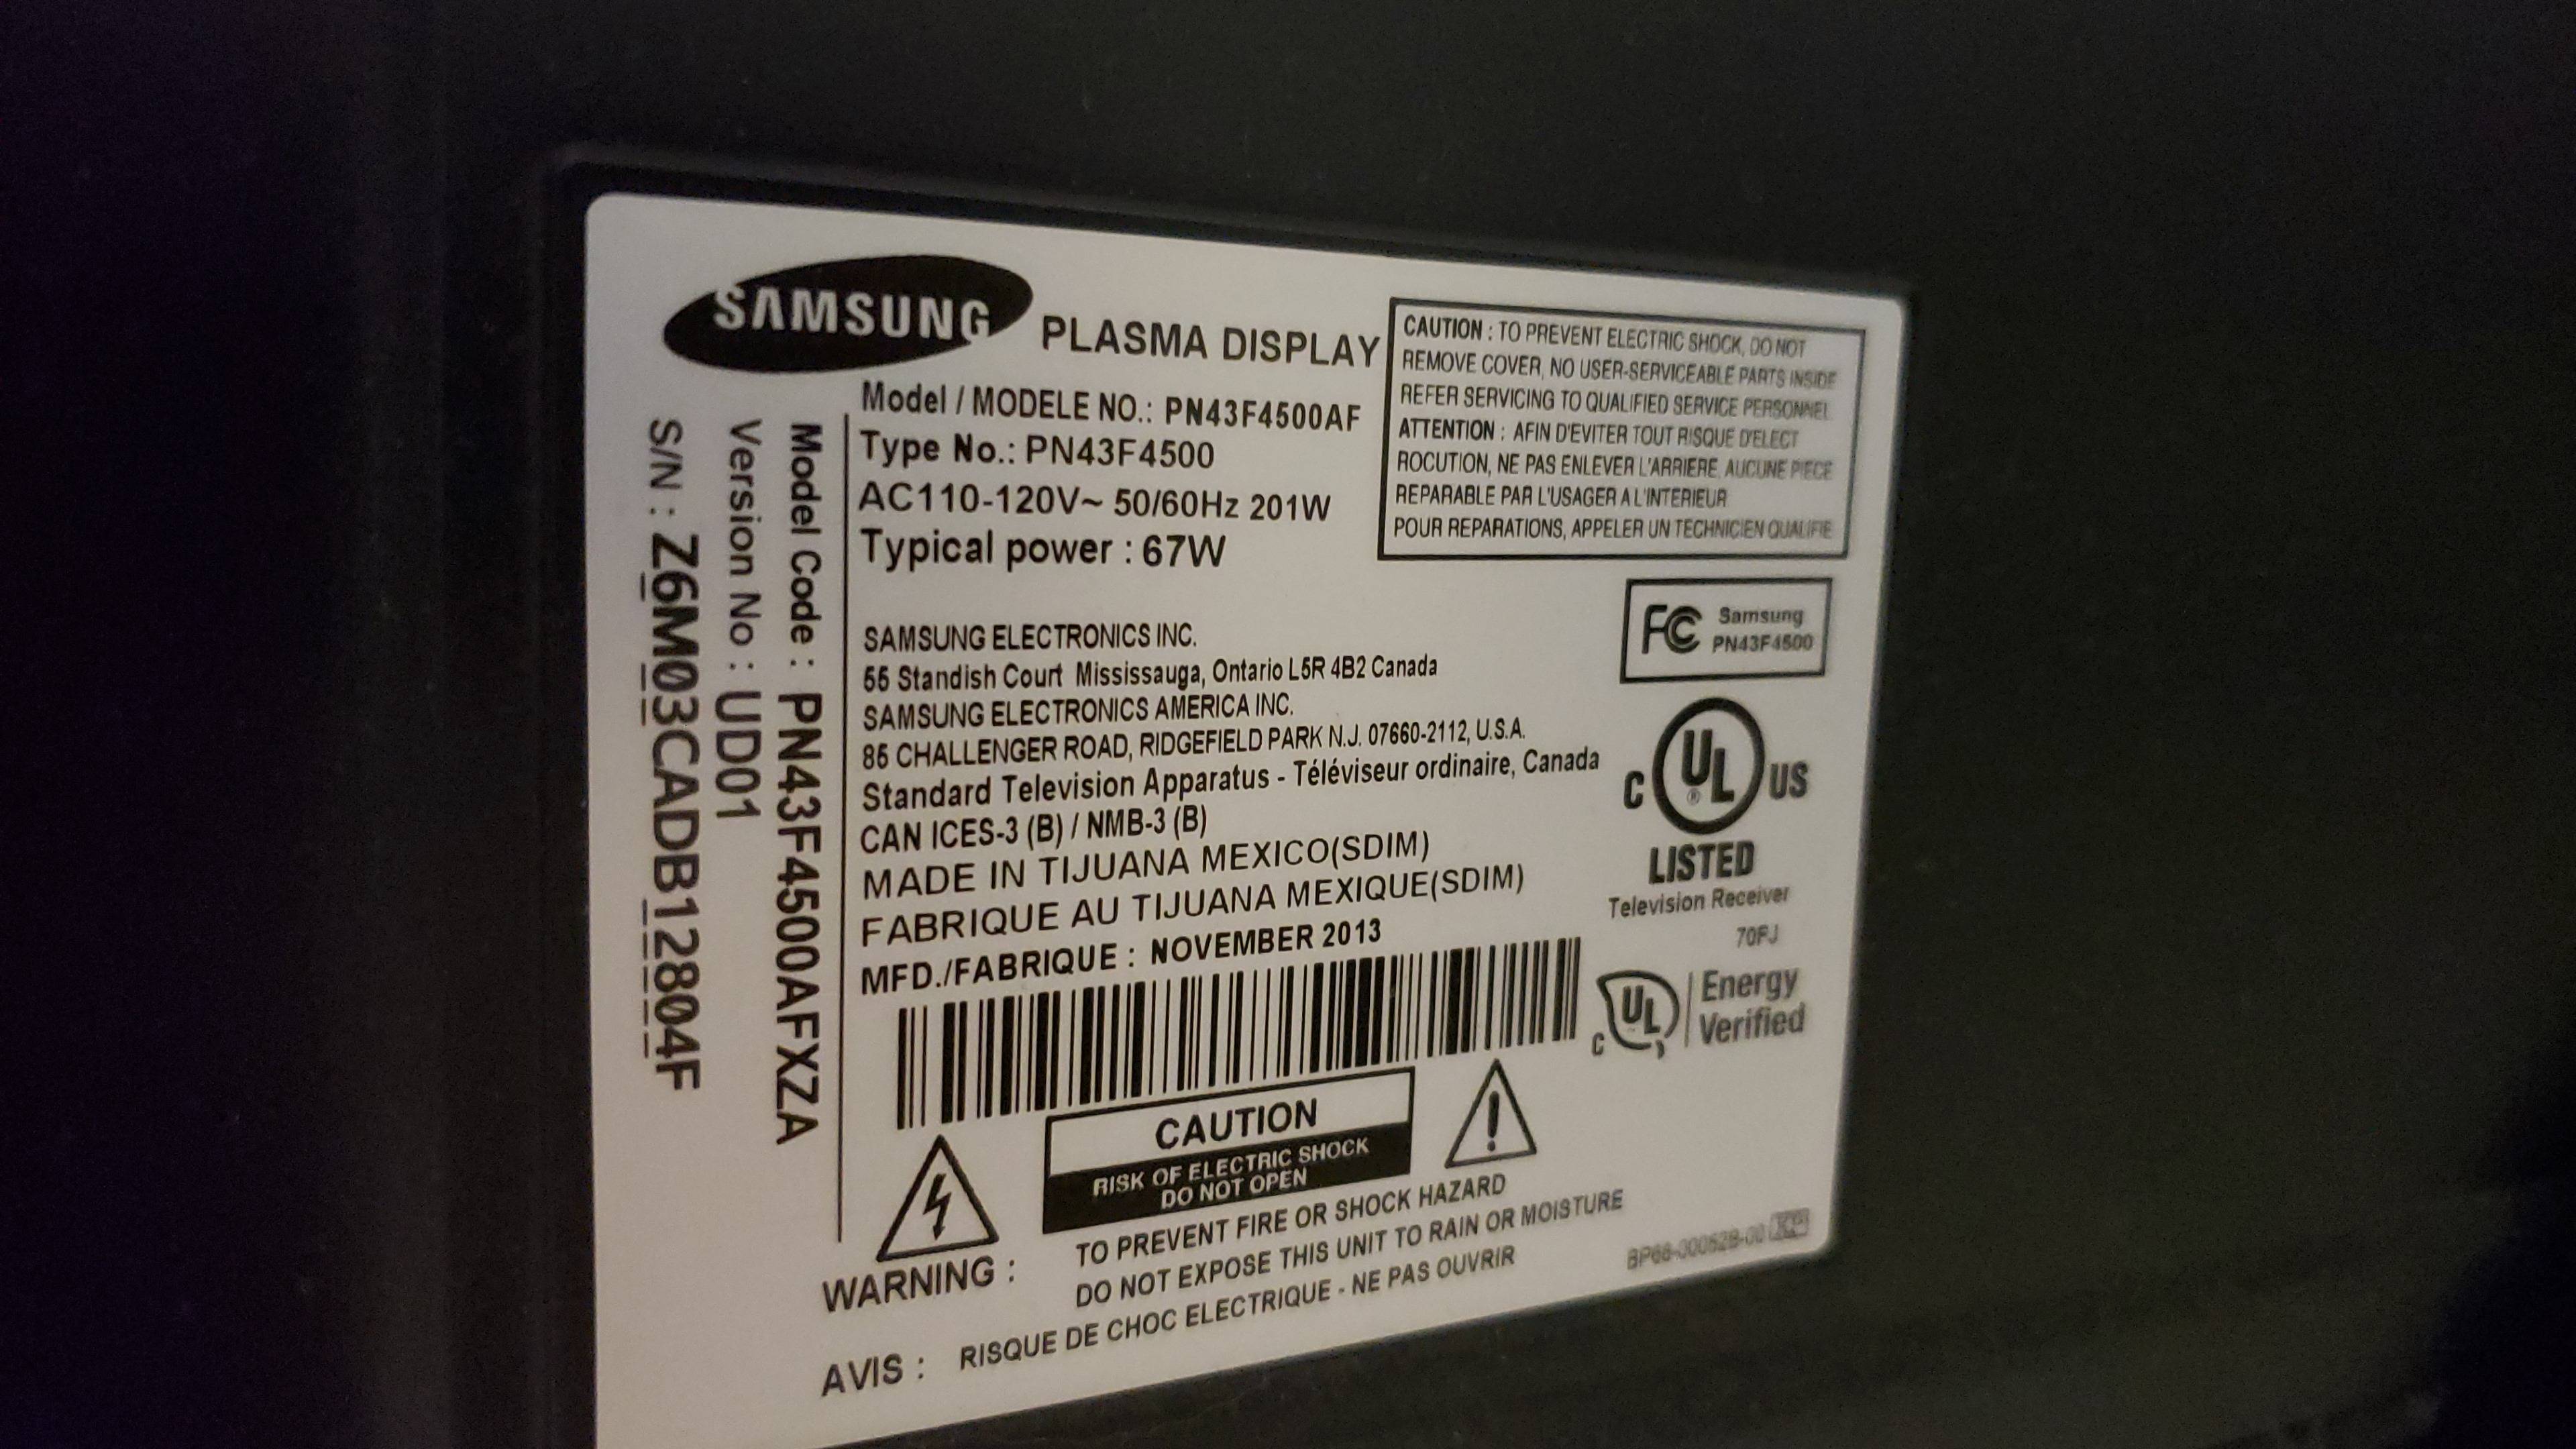 SAMSUNG
PLASMA DISPLAY
Model / MODELE NO.: PN43F4500AF
Type No.: PN43F4500
AC110-120V~ 50/60Hz 201W
Typical power : 67W
CAUTION : TO PREVENT ELECTRIC SHOCK, DO NOT
REMOVE COVER, NO USER-SERVICEABLE PARTS INSIDE
REFER SERVICING TO QUALIFIED SERVICE PERSONNEL
ATTENTION : AFIN D'EVITER TOUT RISQUE D'ELECT
ROCUTION, NE PAS ENLEVER L'ARRIERE, AUCUNE PIECE
REPARABLE PAR L'USAGER A L'INTERIEUR
POUR REPARATIONS, APPELER UN TECHNICIEN QUALIFIE
Model Code : PN43F4500AFXZA
Version No : UD01
S/N : Z6M03CADB12804F
SAMSUNG ELECTRONICS INC.
55 Standish Court Mississauga, Ontario L5R 4B2 Canada
SAMSUNG ELECTRONICS AMERICA INC.
85 CHALLENGER ROAD, RIDGEFIELD PARK N.J. 07660-2112, U.S.A.
Standard Television Apparatus - Téléviseur ordinaire, Canada
CAN ICES-3 (B) / NMB-3 (B)
MADE IN TIJUANA MEXICO(SDIM)
FABRIQUE AU TIJUANA MEXIQUE(SDIM)
MFD./FABRIQUE : NOVEMBER 2013
FC Samsung
PN43F4500
C UL ® US
LISTED
Television Receiver
70PJ
C UL Energy
Verified
CAUTION
RISK OF ELECTRIC SHOCK
DO NOT OPEN
WARNING : TO PREVENT FIRE OR SHOCK HAZARD
DO NOT EXPOSE THIS UNIT TO RAIN OR MOISTURE
AVIS : RISQUE DE CHOC ELECTRIQUE - NE PAS OUVRIR